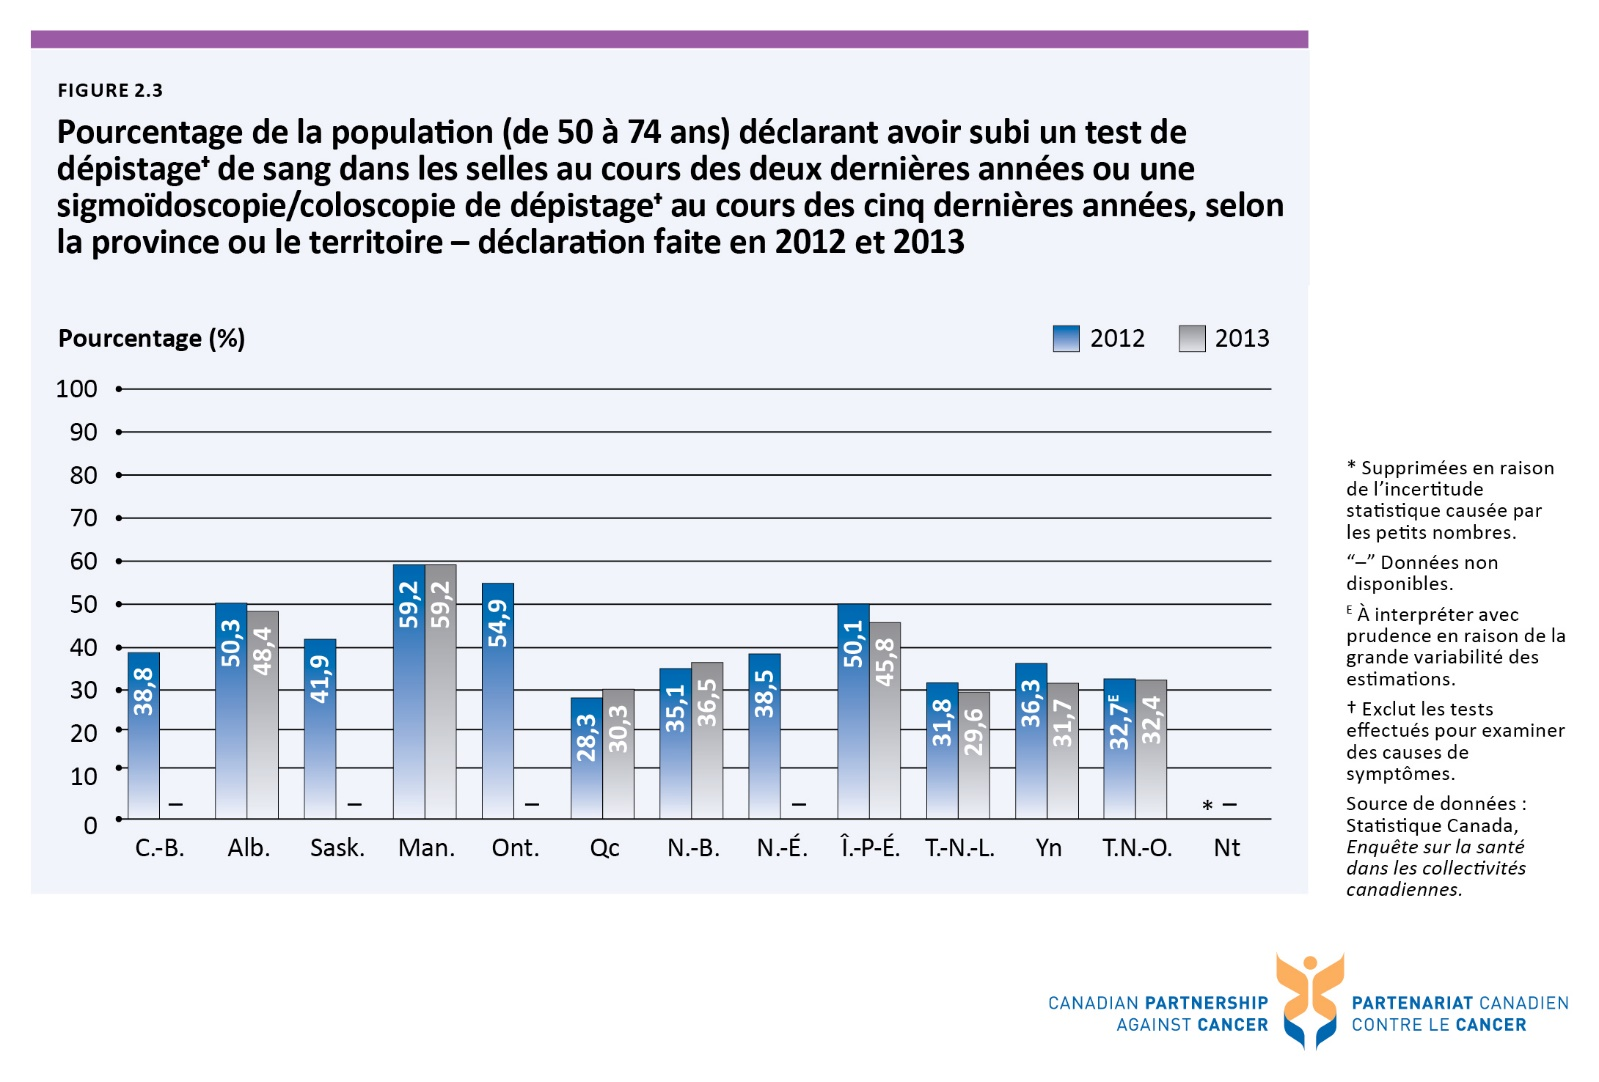 FIGURE 2.3
Pourcentage de la population (de 50 à 74 ans) déclarant avoir subi un test de
dépistage† de sang dans les selles au cours des deux dernières années ou une
sigmoïdoscopie/coloscopie de dépistage† au cours des cinq dernières années, selon
la province ou le territoire – déclaration faite en 2012 et 2013
Pourcentage (%)
2012 2013
100
90
80
70
60
50
40
30
20
10
0
38,8 –
50,3 48,4
41,9 –
59,2 59,2
54,9 –
28,3 30,3
35,1 36,5
38,5 –
50,1 45,8
31,8 29,6
36,3 31,7
32,7ᴱ 32,4
* –
C.-B. Alb. Sask. Man. Ont. Qc N.-B. N.-É. Î.-P-É. T.-N.-L. Yn T.N.-O. Nt
* Supprimées en raison
de l’incertitude
statistique causée par
les petits nombres.
“–” Données non
disponibles.
ᴱ À interpréter avec
prudence en raison de la
grande variabilité des
estimations.
† Exclut les tests
effectués pour examiner
des causes de
symptômes.
Source de données :
Statistique Canada,
Enquête sur la santé
dans les collectivités
canadiennes.
CANADIAN PARTNERSHIP
AGAINST CANCER
PARTENARIAT CANADIEN
CONTRE LE CANCER